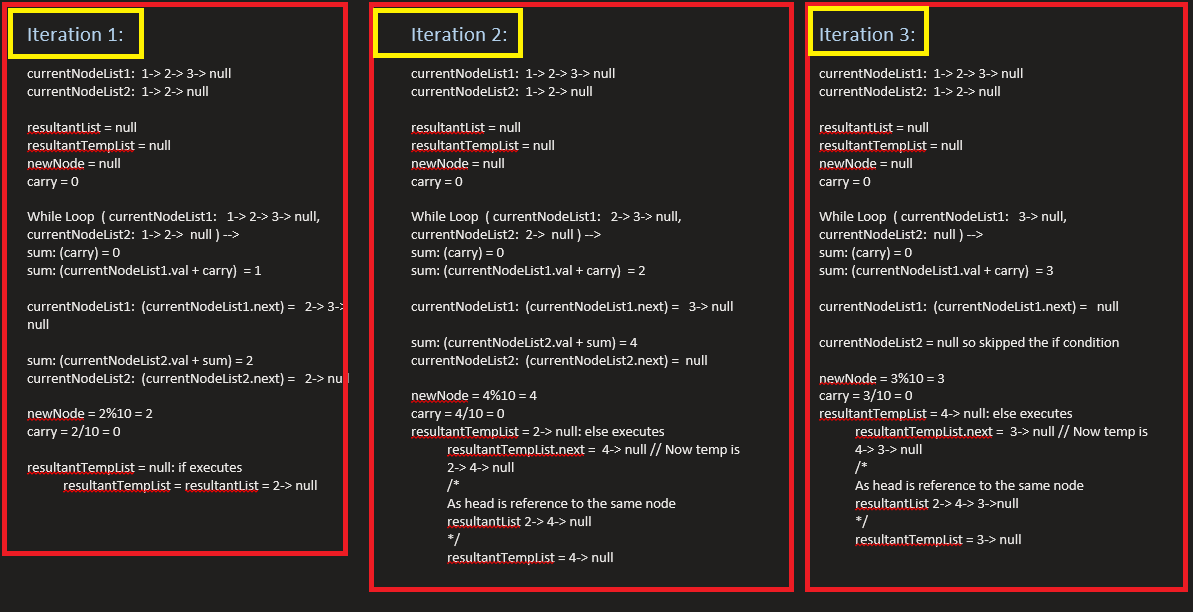 Iteration 1:
currentNodeList1: 1-> 2-> 3-> null
currentNodeList2: 1-> 2-> null
resultantList = null
resultantTempList = null
newNode = null
carry = 0
While Loop ( currentNodeList1: 1-> 2-> 3-> null,
currentNodeList2: 1-> 2-> null ) -->
sum: (carry) = 0
sum: (currentNodeList1.val + carry) = 1
currentNodeList1: (currentNodeList1.next) = 2-> 3->
null
sum: (currentNodeList2.val + sum) = 2
currentNodeList2: (currentNodeList2.next) = 2-> null
newNode = 2%10 = 2
carry = 2/10 = 0
resultantTempList = null: if executes
resultantTempList = resultantList = 2-> null
Iteration 2:
currentNodeList1: 1-> 2-> 3-> null
currentNodeList2: 1-> 2-> null
resultantList = null
resultantTempList = null
newNode = null
carry = 0
While Loop ( currentNodeList1: 2-> 3-> null,
currentNodeList2: 2-> null ) -->
sum: (carry) = 0
sum: (currentNodeList1.val + carry) = 2
currentNodeList1: (currentNodeList1.next) = 3-> null
sum: (currentNodeList2.val + sum) = 4
currentNodeList2: (currentNodeList2.next) = null
newNode = 4%10 = 4
carry = 4/10 = 0
resultantTempList = 2-> null: else executes
resultantTempList.next = 4-> null // Now temp is
2-> 4-> null
/*
As head is reference to the same node
resultantList 2-> 4-> null
*/
resultantTempList = 4-> null
Iteration 3:
currentNodeList1: 1-> 2-> 3-> null
currentNodeList2: 1-> 2-> null
resultantList = null
resultantTempList = null
newNode = null
carry = 0
While Loop ( currentNodeList1: 3-> null,
currentNodeList2: null ) -->
sum: (carry) = 0
sum: (currentNodeList1.val + carry) = 3
currentNodeList1: (currentNodeList1.next) = null
currentNodeList2 = null so skipped the if condition
newNode = 3%10 = 3
carry = 3/10 = 0
resultantTempList = 4-> null: else executes
resultantTempList.next = 3-> null // Now temp is
4-> 3-> null
/*
As head is reference to the same node
resultantList 2-> 4-> 3->null
*/
resultantTempList = 3-> null